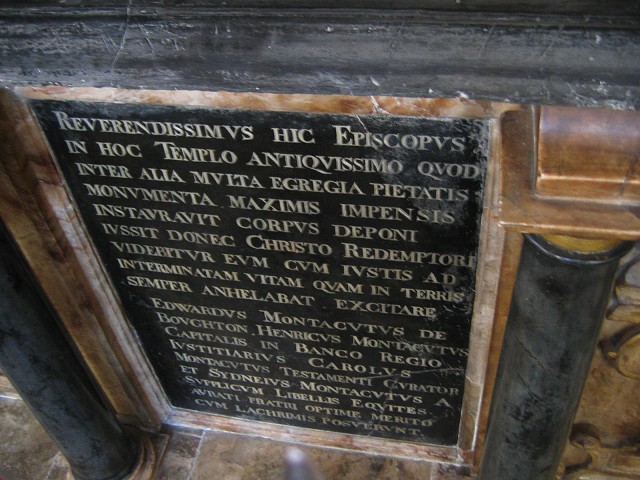 REVERENDISSIMVS HIC EPISCOPVS
IN HOC TEMPLO ANTIQVISSIMO QVOD
INTER ALIA MVLTA EGREGIA PIETATIS
MONVMENTA MAXIMIS IMPENSIS
INSTAVRAVIT CORPVS DEPONI
IVSSIT DONEC CHRISTO REDEMPTORI
VIDEBITVR EVM CVM IVSTIS AD
INTERMINATAM VITAM QVAM IN TERRIS
SEMPER ANHELABAT EXCITARE
EDWARDVS MONTACVTVS DE
BOVGHTON HENRICVS MONTACVTVS
CAPITALIS IN BANCO REGIO
IVSTITIARIVS CAROLVS
MONTACVTVS TESTAMENTI CVRATOR
ET SYDNEIVS MONTACVTVS A
SVPPLICVM LIBELLIS EQVITES
AVRATI FRATRI OPTIME MERITO
CVM LACHRIMIS POSVERVNT